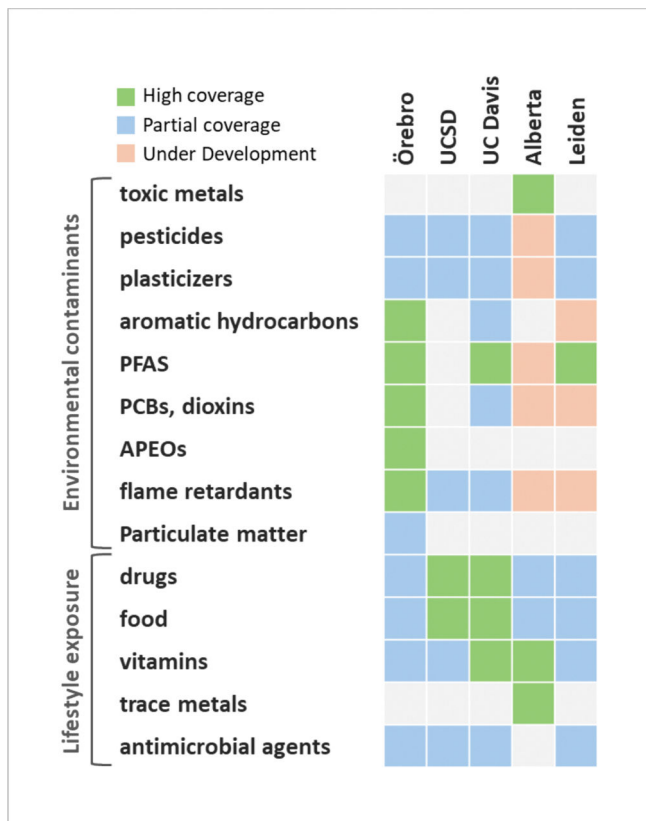 High coverage
Partial coverage
Under Development
Örebro
UCSD
UC Davis
Alberta
Leiden
Environmental contaminants
toxic metals
pesticides
plasticizers
aromatic hydrocarbons
PFAS
PCBs, dioxins
APEOs
flame retardants
Particulate matter
Lifestyle exposure
drugs
food
vitamins
trace metals
antimicrobial agents